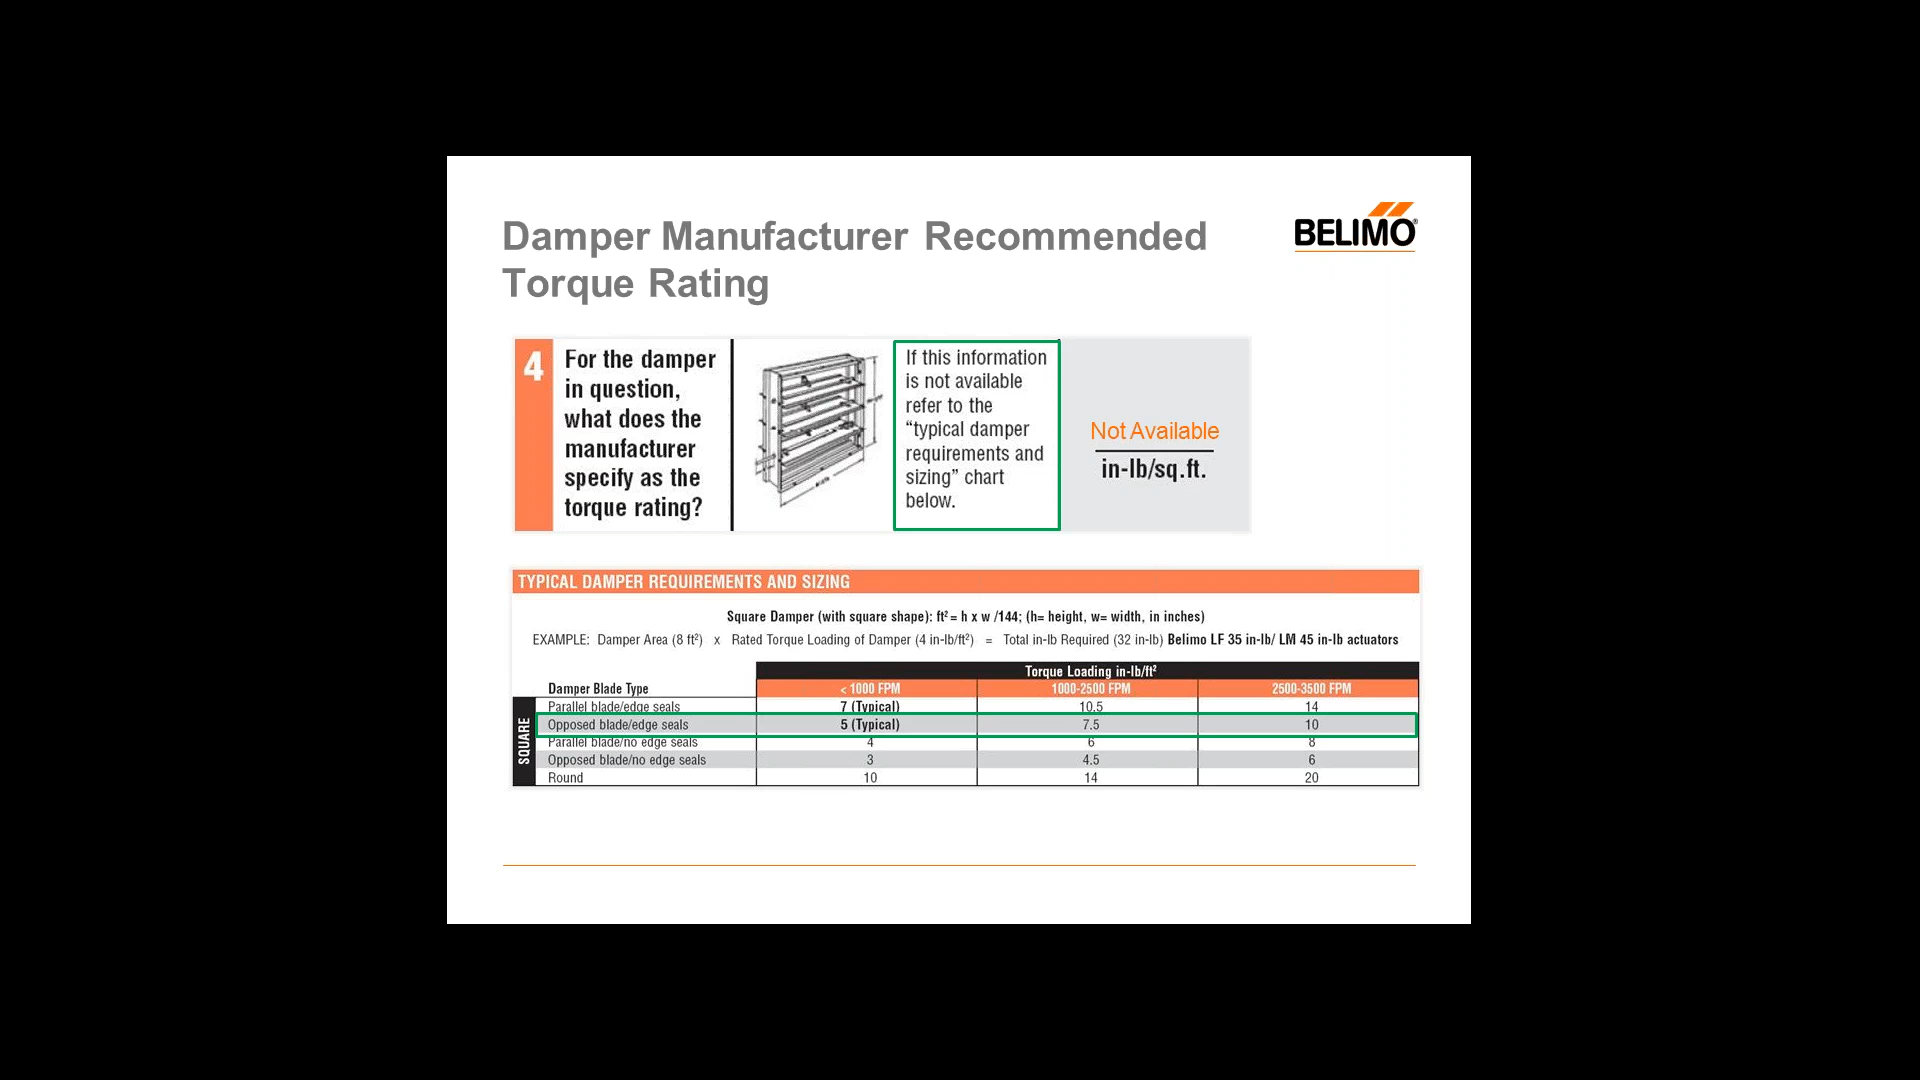 Damper Manufacturer Recommended
Torque Rating
BELIMO®
4
For the damper
in question,
what does the
manufacturer
specify as the
torque rating?
If this information
is not available
refer to the
“typical damper
requirements and
sizing” chart
below.
Not Available
in-lb/sq.ft.
TYPICAL DAMPER REQUIREMENTS AND SIZING
Square Damper (with square shape): ft²= h x w /144; (h= height, w= width, in inches)
EXAMPLE: Damper Area (8 ft²) x Rated Torque Loading of Damper (4 in-lb/ft²) = Total in-lb Required (32 in-lb) Belimo LF 35 in-lb/ LM 45 in-lb actuators
Torque Loading in-lb/ft²
Damper Blade Type < 1000 FPM 1000-2500 FPM 2500-3500 FPM
SQUARE
Parallel blade/edge seals 7 (Typical) 10.5 14
Opposed blade/edge seals 5 (Typical) 7.5 10
Parallel blade/no edge seals 4 6 8
Opposed blade/no edge seals 3 4.5 6
Round 10 14 20